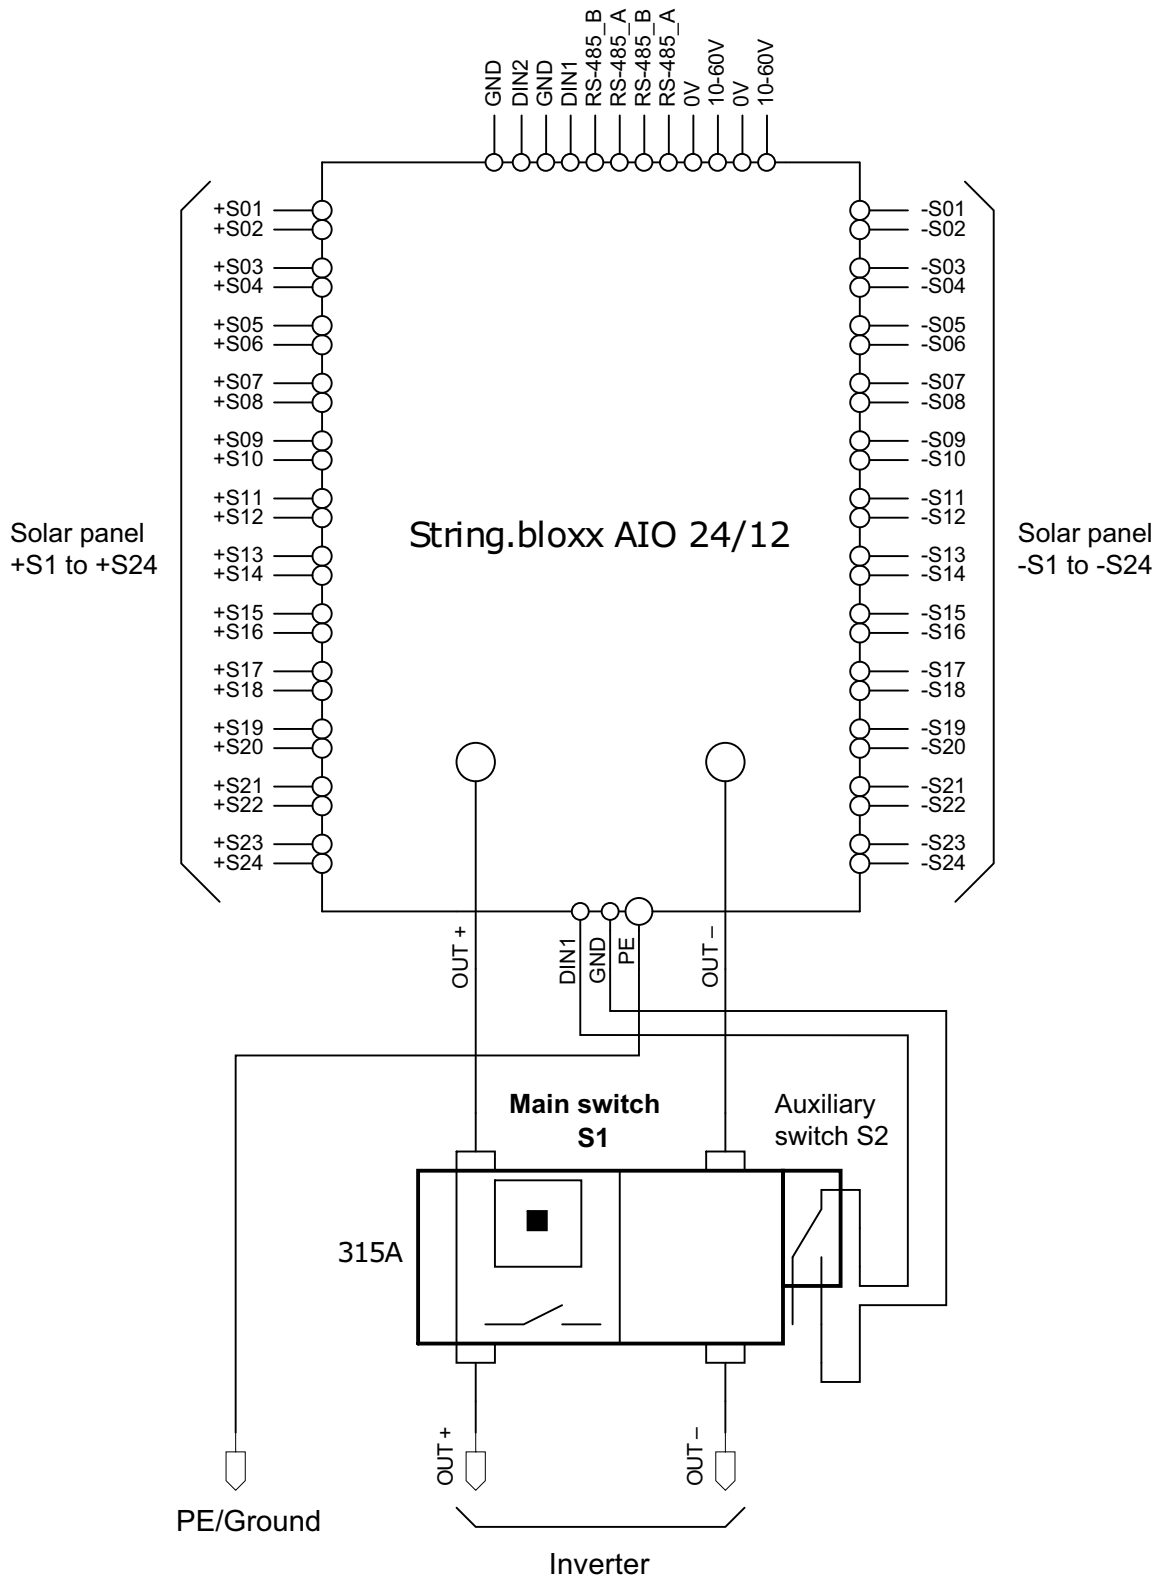 GND
DIN2
GND
DIN1
RS-485_B
RS-485_A
RS-485_B
RS-485_A
0V
10-60V
0V
10-60V
+S01
+S02
+S03
+S04
+S05
+S06
+S07
+S08
+S09
+S10
+S11
+S12
+S13
+S14
+S15
+S16
+S17
+S18
+S19
+S20
+S21
+S22
+S23
+S24
Solar panel
+S1 to +S24
String.bloxx AIO 24/12
-S01
-S02
-S03
-S04
-S05
-S06
-S07
-S08
-S09
-S10
-S11
-S12
-S13
-S14
-S15
-S16
-S17
-S18
-S19
-S20
-S21
-S22
-S23
-S24
Solar panel
-S1 to -S24
OUT +
DIN1
GND
PE
OUT –
Main switch
S1
Auxiliary
switch S2
315A
OUT +
OUT –
PE/Ground
Inverter